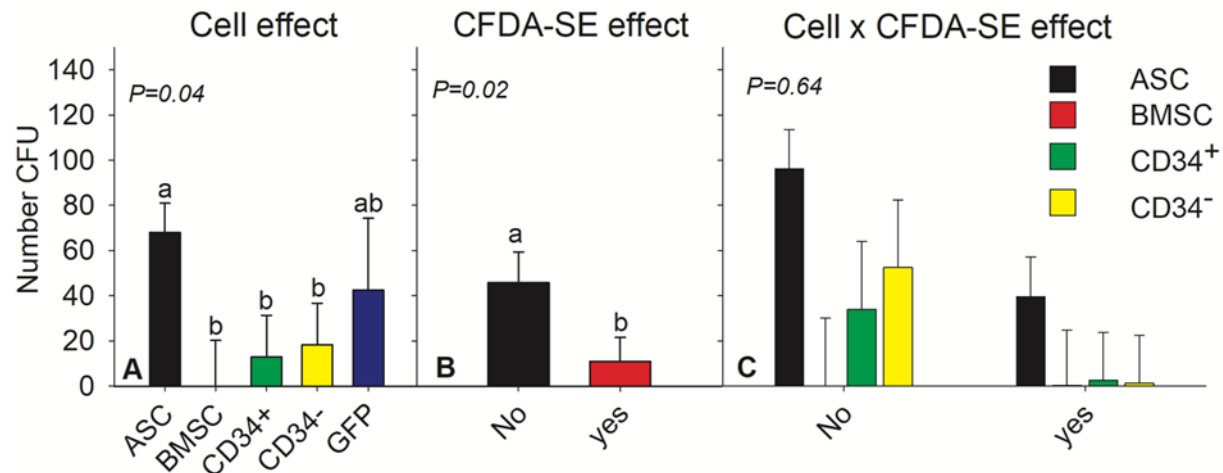 Cell effect
CFDA-SE effect
Cell x CFDA-SE effect
Number CFU
140
120
100
80
60
40
20
0
P=0.04
a
b
b
b
ab
A
ASC
BMSC
CD34+
CD34-
GFP
P=0.02
a
b
B
No
yes
P=0.64
C
No
yes
ASC
BMSC
CD34+
CD34-